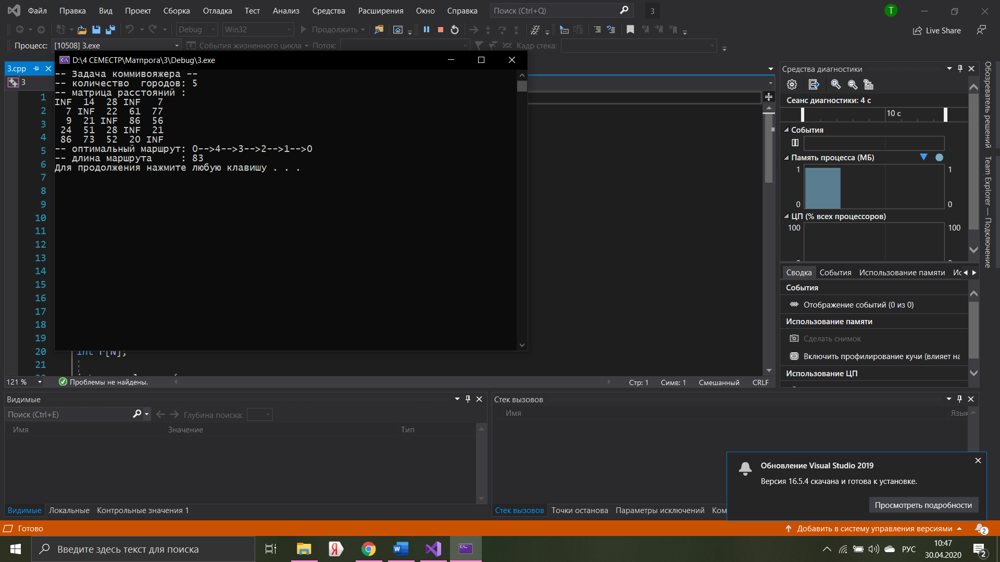 Файл Правка Вид Проект Сборка Отладка Тест Анализ Средства Расширения Окно Справка Поиск (Ctrl+Q) 3 T
Debug Win32 Продолжить Live Share
Процесс: [10508] 3.exe События жизненного цикла Поток: Кадр стека:
D:\4 СЕМЕСТР\Матпрога\3\Debug\3.exe
3.cpp
3
-- Задача коммивояжера --
-- количество  городов: 5
-- матрица расстояний :
INF  14  28 INF   7
  7 INF  22  61  77
  9  21 INF  86  56
 24  51  28 INF  21
 86  73  52  20 INF
-- оптимальный маршрут: 0-->4-->3-->2-->1-->0
-- длина маршрута     : 83
Для продолжения нажмите любую клавишу . . .
1
2
3
4
5
6
7
8
9
10
11
12
13
14
15
16
17
18
19
20 int r[N];
21
121 % Проблемы не найдены. Стр: 1 Симв: 1 Смешанный CRLF
Средства диагностики
Сеанс диагностики: 4 с
10 с
События
Память процесса (МБ)
1 1
0 0
ЦП (% всех процессоров)
100 100
Сводка События Использование памяти Ис
События
Отображение событий (0 из 0)
Использование памяти
Сделать снимок
Включить профилирование кучи (влияет на
Использование ЦП
Обозреватель решений
Team Explorer — Подключение
Видимые
Поиск (Ctrl+E) Глубина поиска:
Имя Значение Тип
Видимые Локальные Контрольные значения 1
Стек вызовов
Имя Язык
Стек вызовов Точки останова Параметры исключений Ком
Обновление Visual Studio 2019
Версия 16.5.4 скачана и готова к установке.
Просмотреть подробности
Готово Добавить в систему управления версиями 2
Введите здесь текст для поиска
РУС 10:47
30.04.2020 2